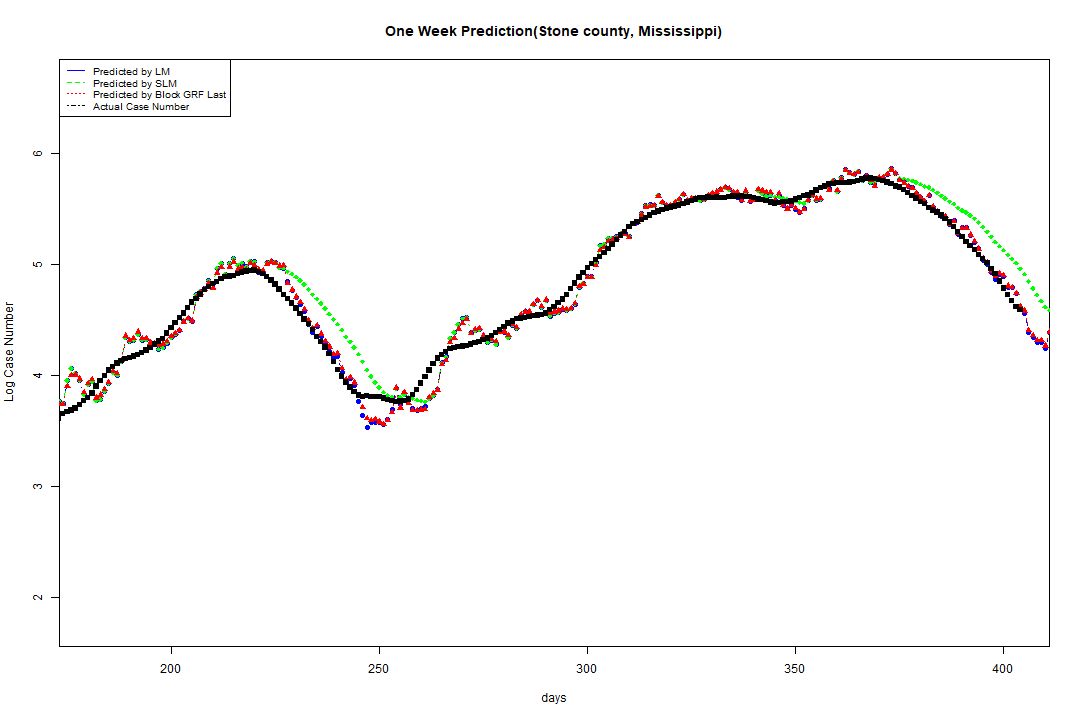 One Week Prediction(Stone county, Mississippi)
Predicted by LM
Predicted by SLM
Predicted by Block GRF Last
Actual Case Number
Log Case Number
6
5
4
3
2
200
250
300
350
400
days